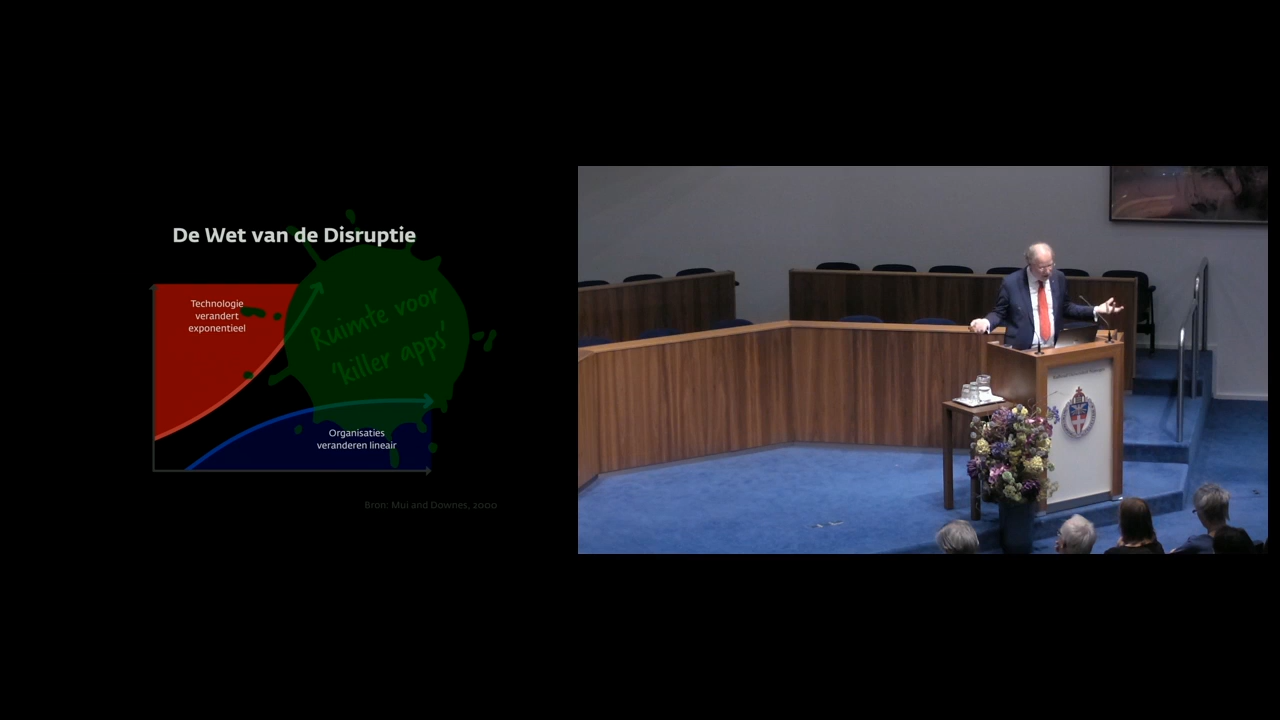 De Wet van de Disruptie
Technologie
verandert
exponentieel
Ruimte voor
'killer apps'
Organisaties
veranderen lineair
Bron: Mui and Downes, 2000